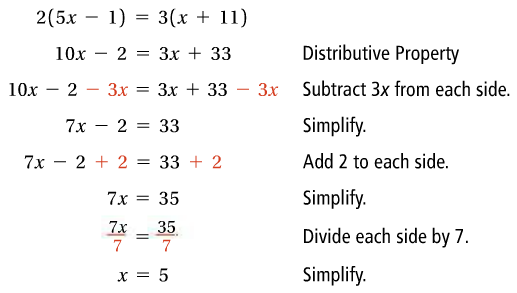 2(5x − 1) = 3(x + 11)
10x − 2 = 3x + 33 Distributive Property
10x − 2 − 3x = 3x + 33 − 3x Subtract 3x from each side.
7x − 2 = 33 Simplify.
7x − 2 + 2 = 33 + 2 Add 2 to each side.
7x = 35 Simplify.
7x/7 = 35/7 Divide each side by 7.
x = 5 Simplify.